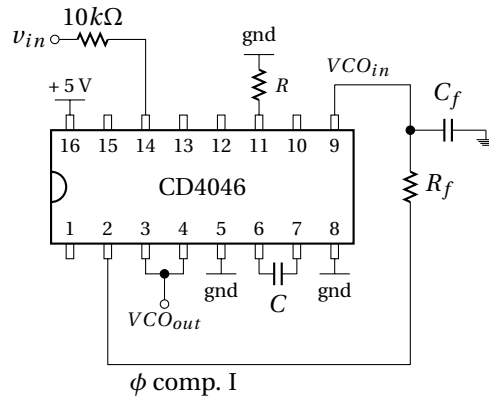 10kΩ
v_in
gnd
R
VCO_in
+5V
C_f
16 15 14 13 12 11 10 9
CD4046
R_f
1 2 3 4 5 6 7 8
gnd
C
gnd
VCO_out
ϕ comp. I